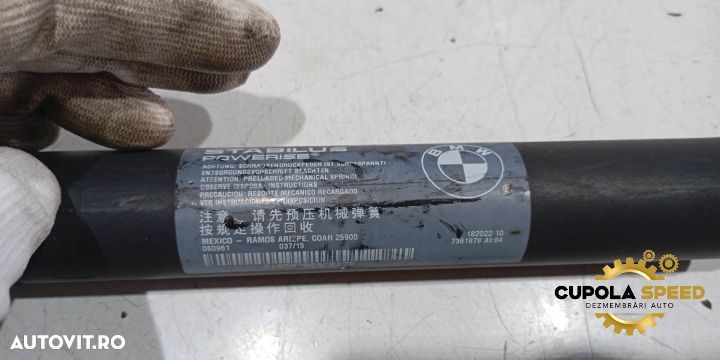 STABILUS
POWERISE®
ACHTUNG: SCHRAUBENDRUCKFEDER IST VORGESPANNT!
ENTSORGUNGSVORSCHRIFT BEACHTEN
ATTENTION: PRELOADED MECHANICAL SPRING!
OBSERVE DISPOSAL INSTRUCTIONS
PRECAUCION: RESORTE MECANICO RECARGADO
VER INSTRUCCIONES DISPOSICION
注意 请先预压机械弹簧
按规定操作回收
MEXICO - RAMOS ARIZPE, COAH 25900
060961 037/15
BMW
182022 10
7361878 AI:04
CUPOLA SPEED
DEZMEMBRĂRI AUTO
AUTOVIT.RO